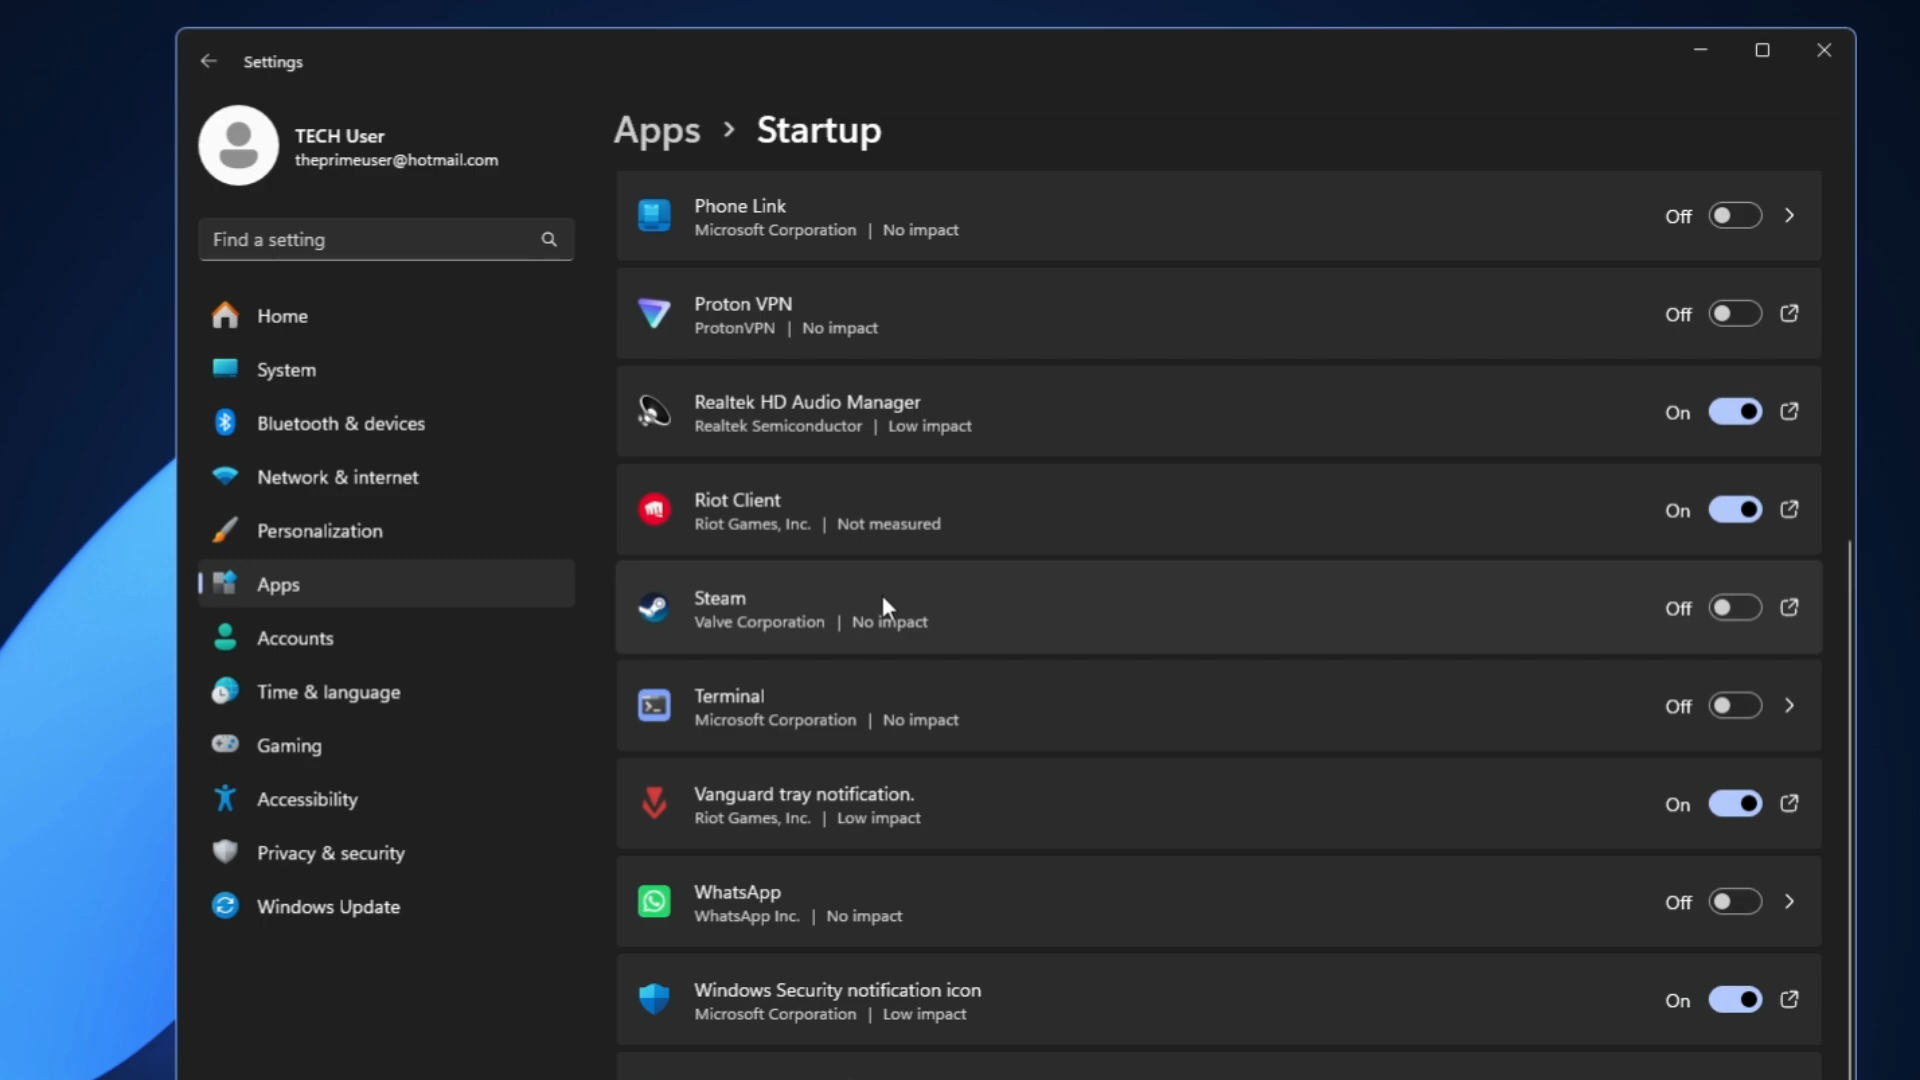 Settings
TECH User
theprimeuser@hotmail.com
Find a setting
Home
System
Bluetooth & devices
Network & internet
Personalization
Apps
Accounts
Time & language
Gaming
Accessibility
Privacy & security
Windows Update
Apps > Startup
Phone Link
Microsoft Corporation | No impact
Off
Proton VPN
ProtonVPN | No impact
Off
Realtek HD Audio Manager
Realtek Semiconductor | Low impact
On
Riot Client
Riot Games, Inc. | Not measured
On
Steam
Valve Corporation | No impact
Off
Terminal
Microsoft Corporation | No impact
Off
Vanguard tray notification.
Riot Games, Inc. | Low impact
On
WhatsApp
WhatsApp Inc. | No impact
Off
Windows Security notification icon
Microsoft Corporation | Low impact
On